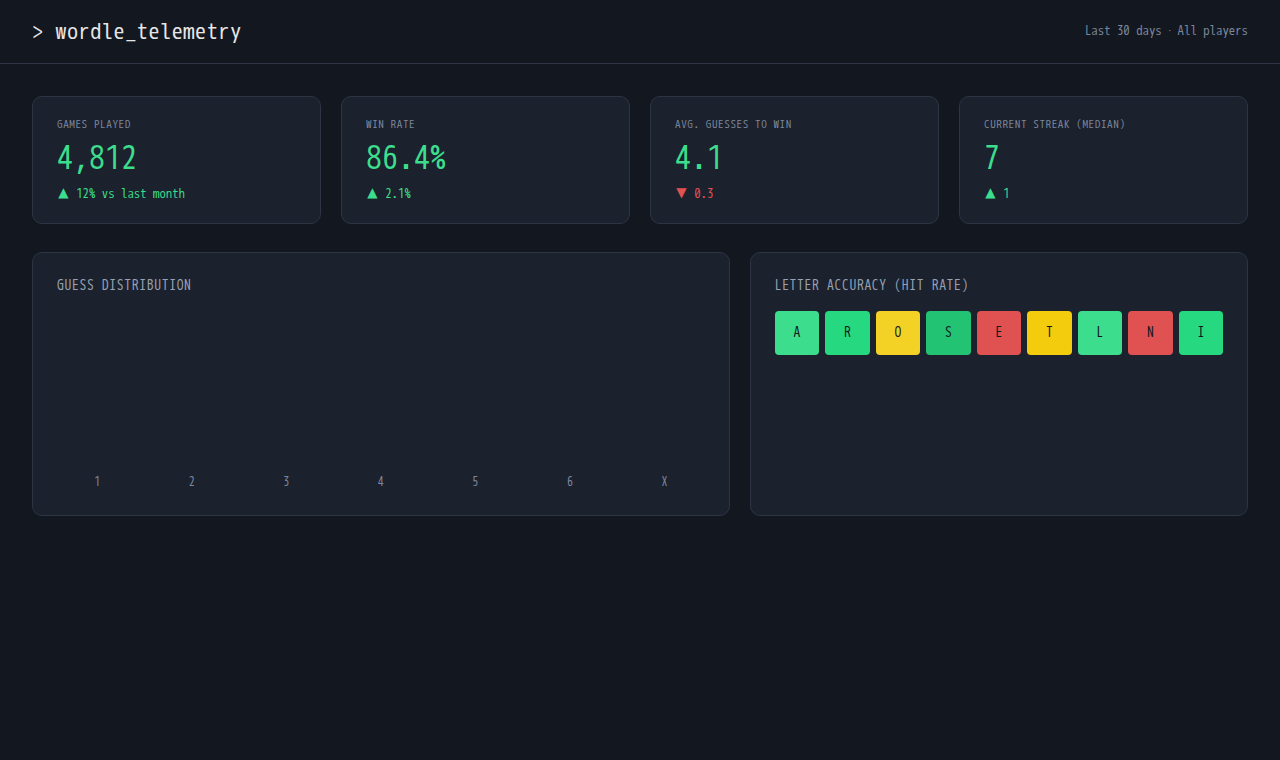 > wordle_telemetry
Last 30 days · All players
GAMES PLAYED
4,812
▲ 12% vs last month
WIN RATE
86.4%
▲ 2.1%
AVG. GUESSES TO WIN
4.1
▼ 0.3
CURRENT STREAK (MEDIAN)
7
▲ 1
GUESS DISTRIBUTION
1 2 3 4 5 6 X
LETTER ACCURACY (HIT RATE)
A R O S E T L N I